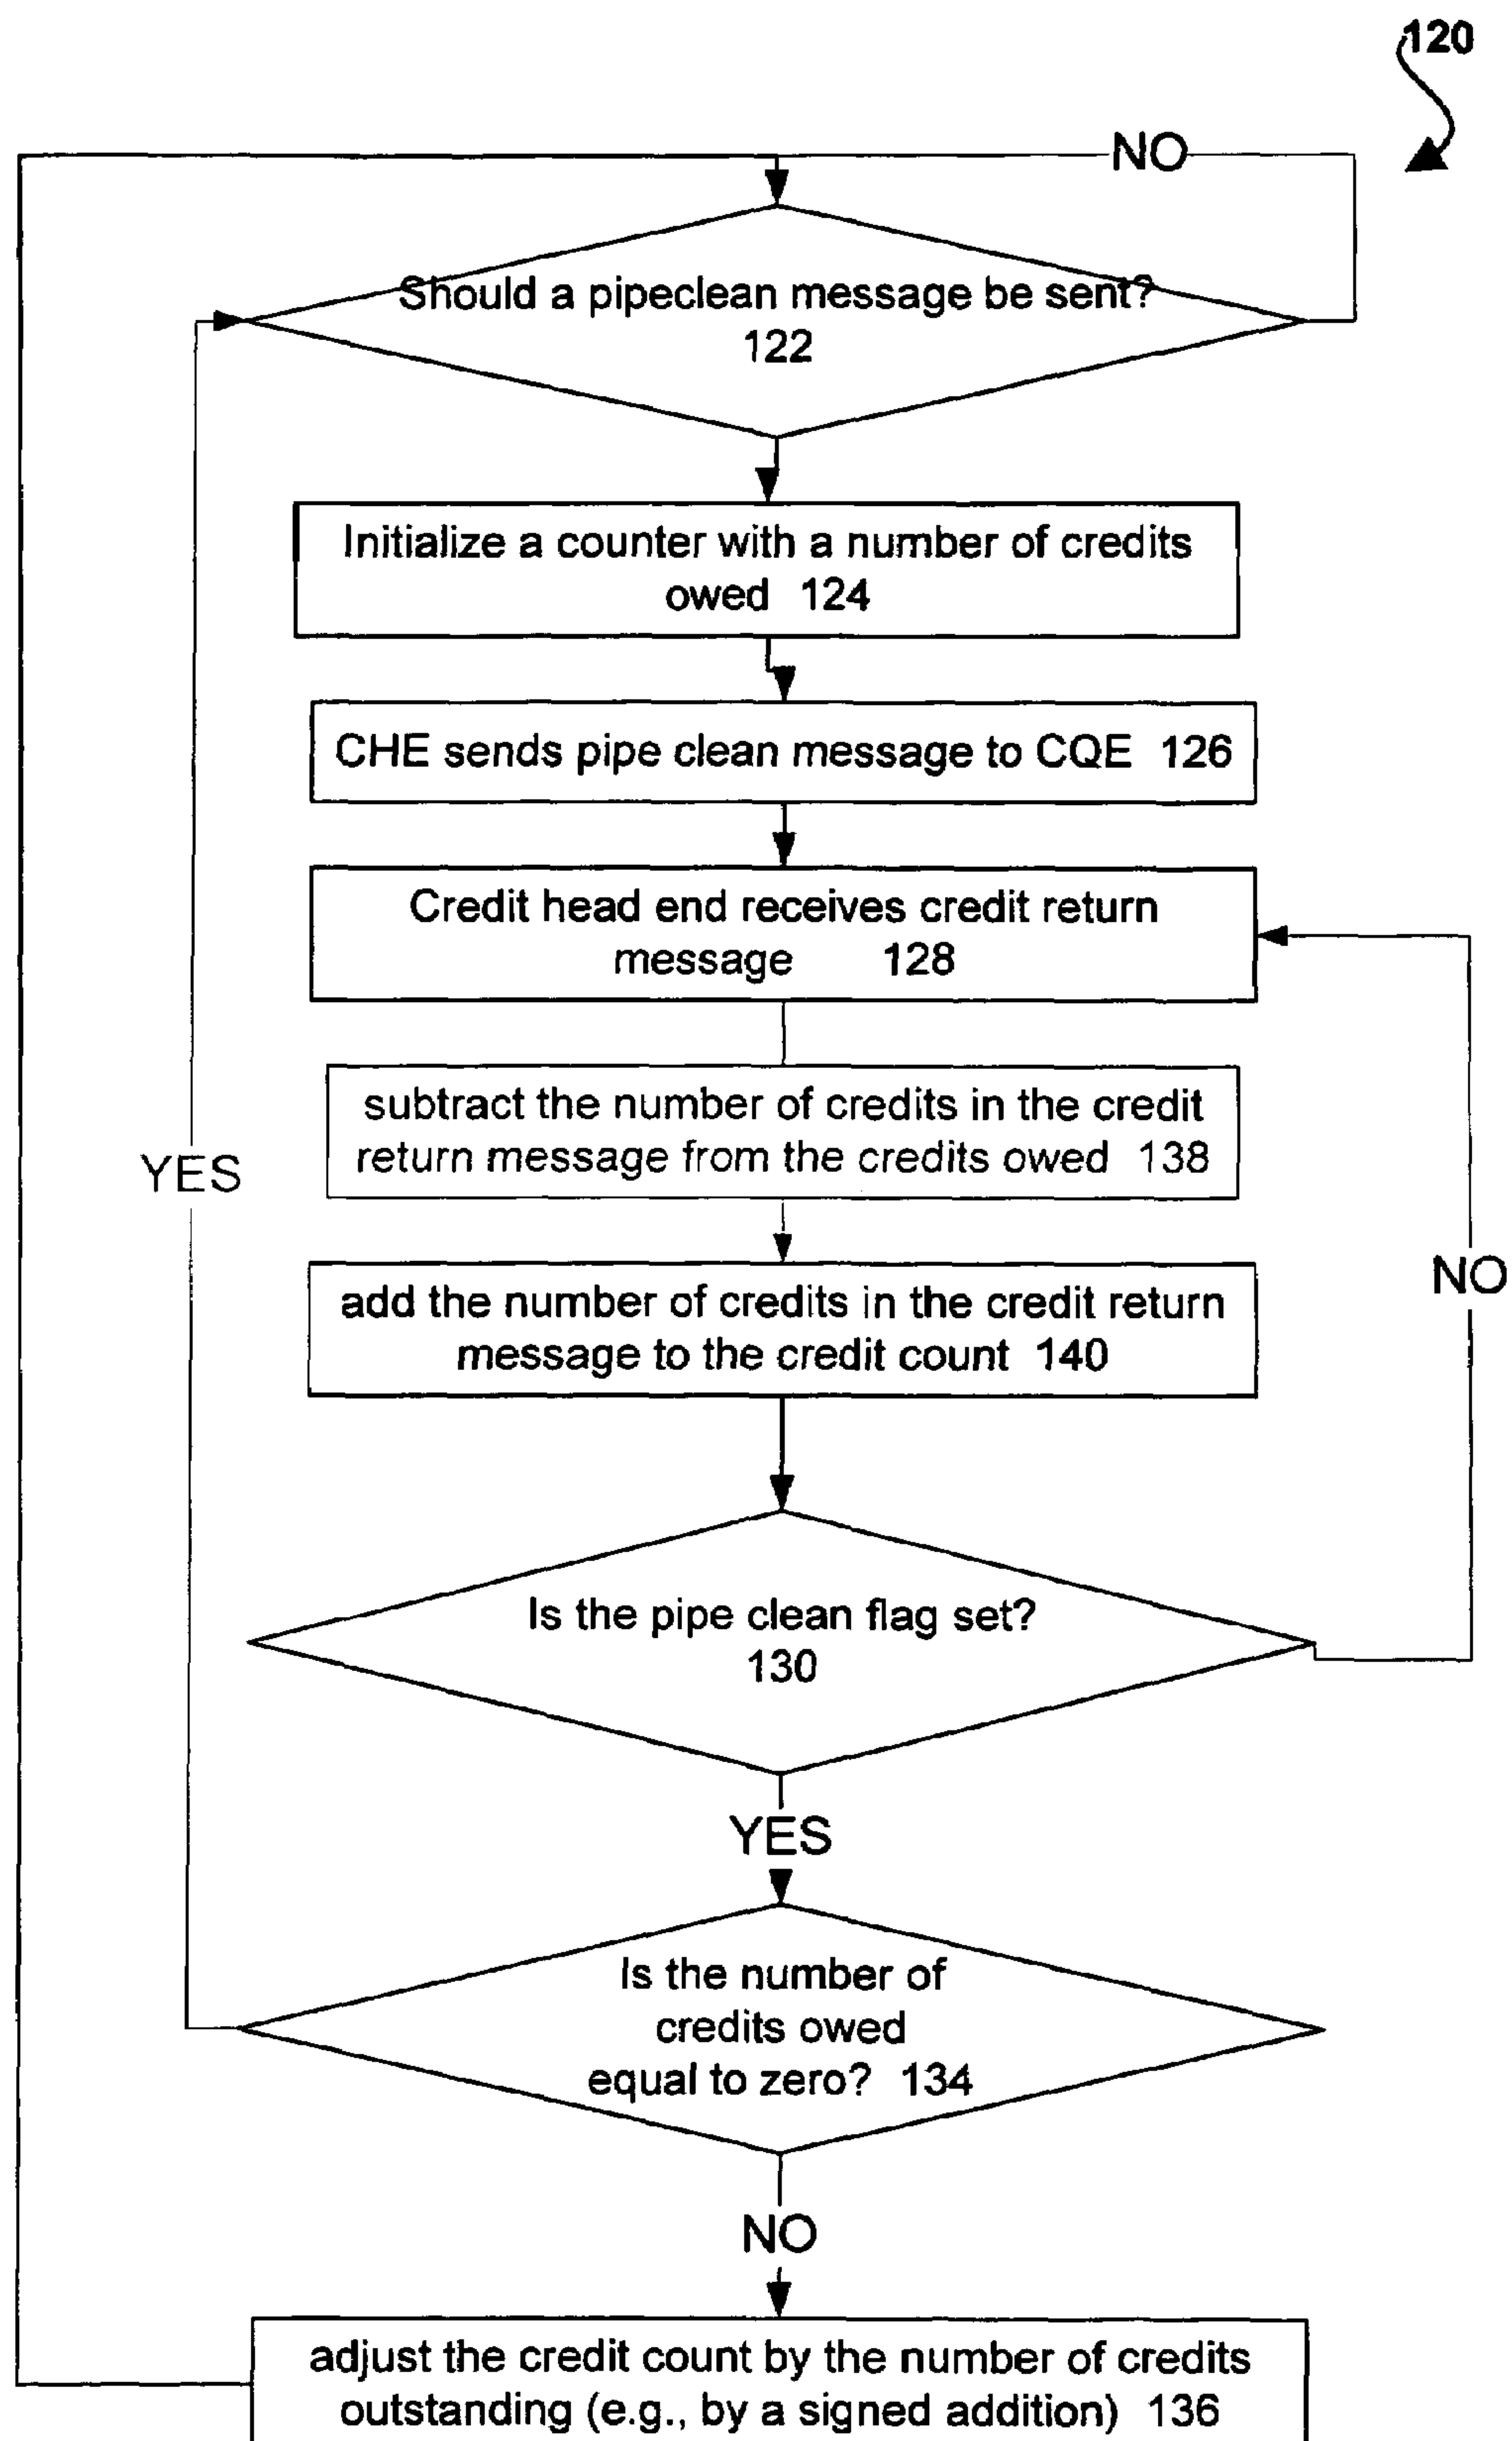 120
NO
Should a pipeclean message be sent?
122
Initialize a counter with a number of credits
owed 124
CHE sends pipe clean message to CQE 126
Credit head end receives credit return
message 128
subtract the number of credits in the credit
return message from the credits owed 138
YES
add the number of credits in the credit return
message to the credit count 140
NO
Is the pipe clean flag set?
130
YES
Is the number of
credits owed
equal to zero? 134
NO
adjust the credit count by the number of credits
outstanding (e.g., by a signed addition) 136